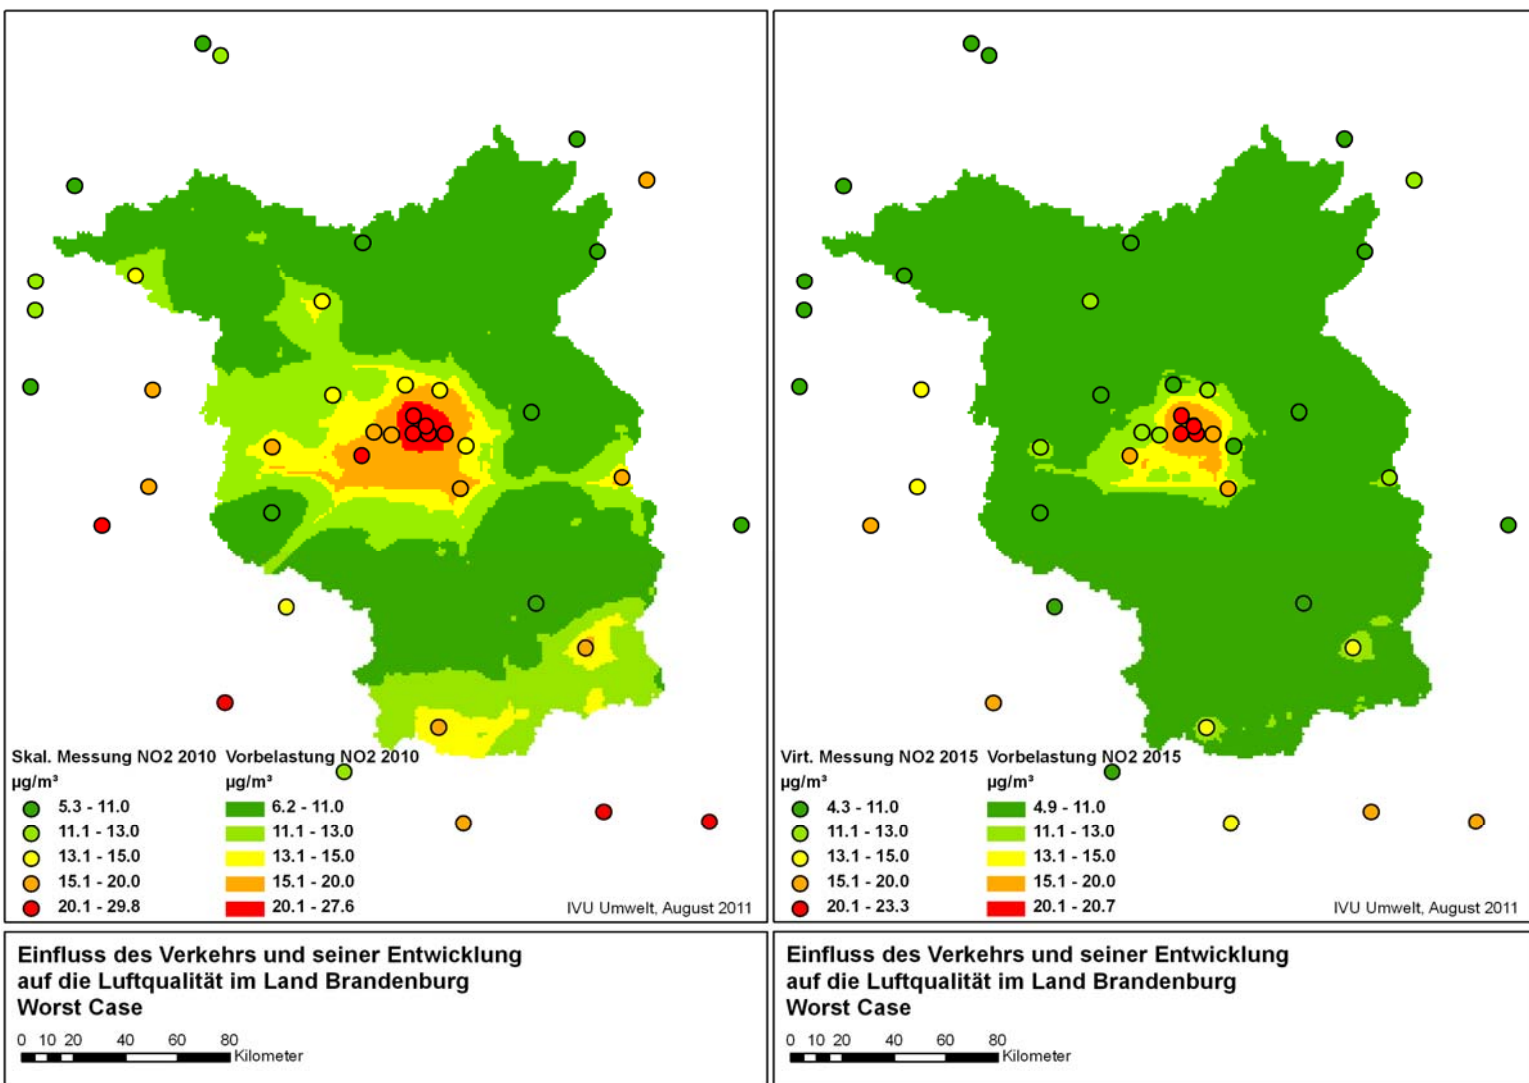 Skal. Messung NO2 2010 Vorbelastung NO2 2010
µg/m³ µg/m³
5.3 - 11.0 6.2 - 11.0
11.1 - 13.0 11.1 - 13.0
13.1 - 15.0 13.1 - 15.0
15.1 - 20.0 15.1 - 20.0
20.1 - 29.8 20.1 - 27.6
IVU Umwelt, August 2011
Einfluss des Verkehrs und seiner Entwicklung
auf die Luftqualität im Land Brandenburg
Worst Case
0 10 20 40 60 80
Kilometer
Virt. Messung NO2 2015 Vorbelastung NO2 2015
µg/m³ µg/m³
4.3 - 11.0 4.9 - 11.0
11.1 - 13.0 11.1 - 13.0
13.1 - 15.0 13.1 - 15.0
15.1 - 20.0 15.1 - 20.0
20.1 - 23.3 20.1 - 20.7
IVU Umwelt, August 2011
Einfluss des Verkehrs und seiner Entwicklung
auf die Luftqualität im Land Brandenburg
Worst Case
0 10 20 40 60 80
Kilometer